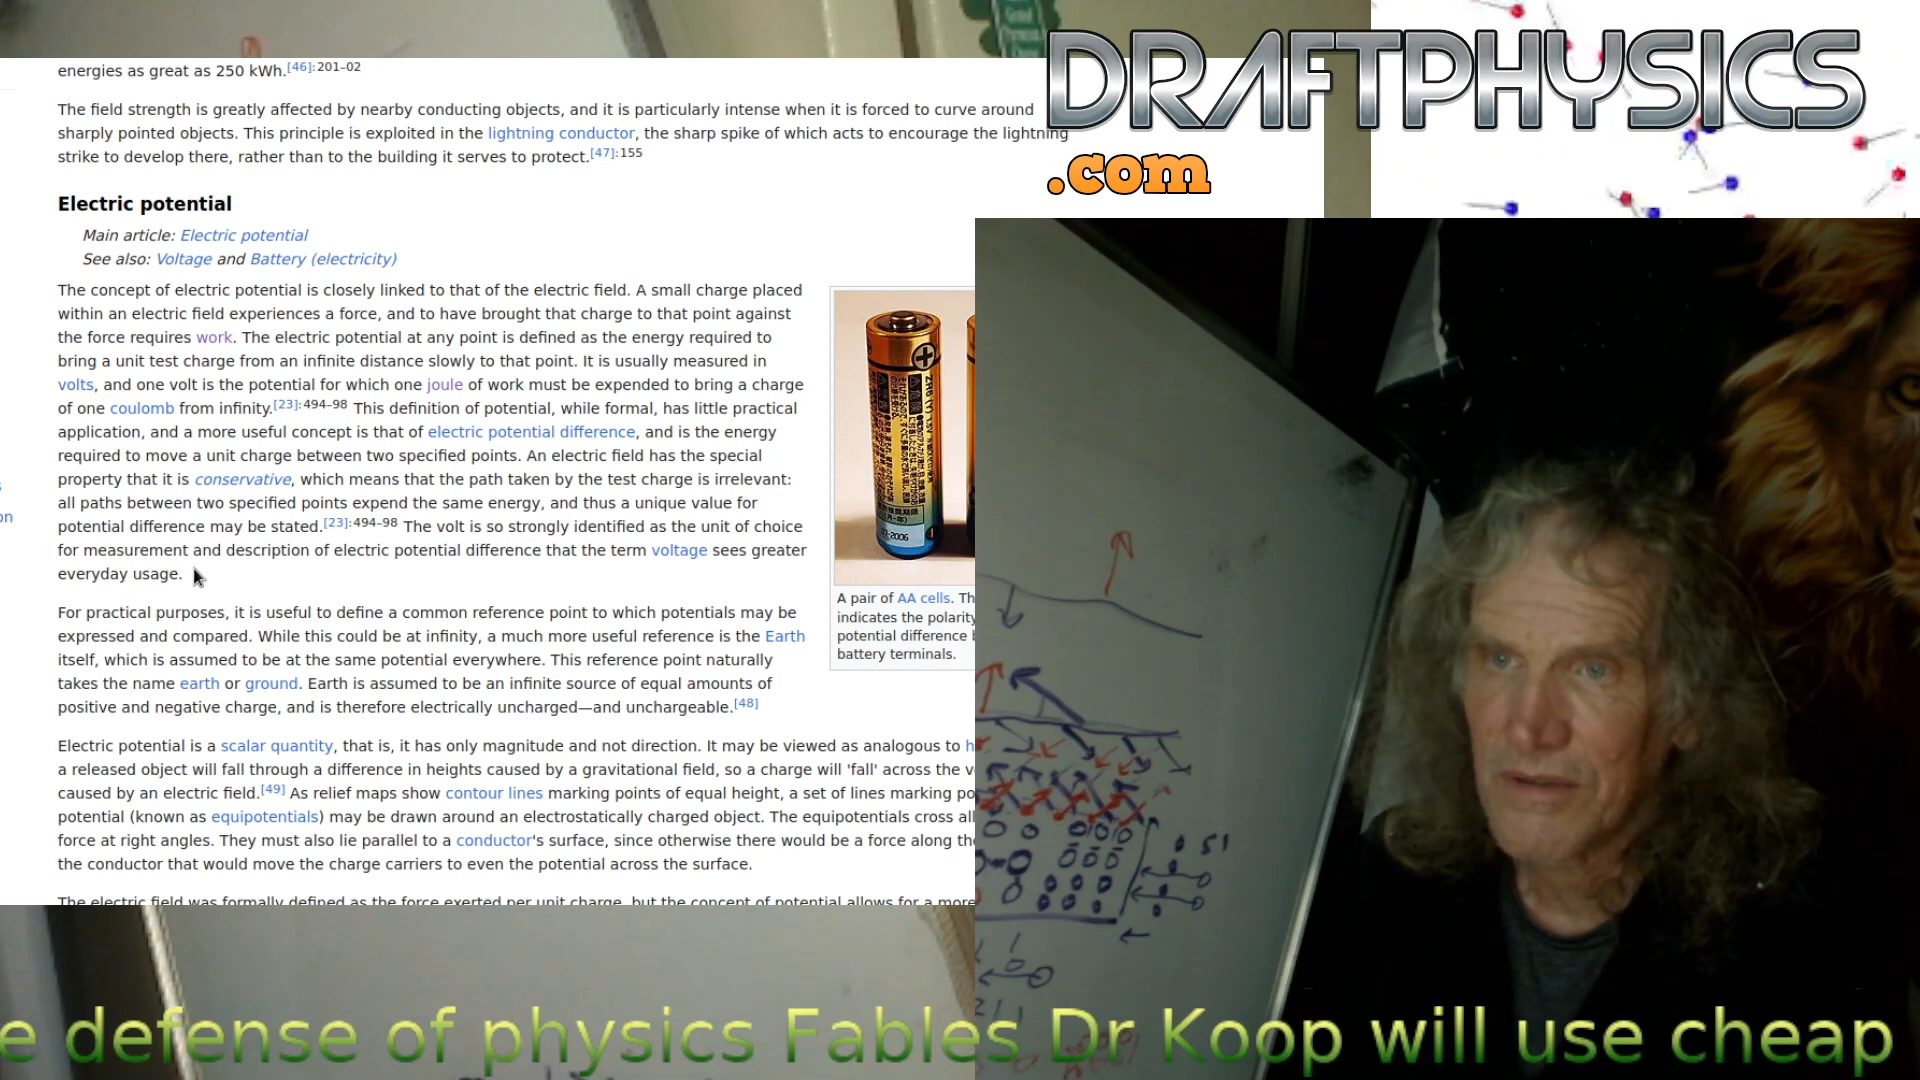 DRAFTPHYSICS
.com
energies as great as 250 kWh.[46]:201–02
The field strength is greatly affected by nearby conducting objects, and it is particularly intense when it is forced to curve around
sharply pointed objects. This principle is exploited in the lightning conductor, the sharp spike of which acts to encourage the lightning
strike to develop there, rather than to the building it serves to protect.[47]:155
Electric potential
Main article: Electric potential
See also: Voltage and Battery (electricity)
The concept of electric potential is closely linked to that of the electric field. A small charge placed
within an electric field experiences a force, and to have brought that charge to that point against
the force requires work. The electric potential at any point is defined as the energy required to
bring a unit test charge from an infinite distance slowly to that point. It is usually measured in
volts, and one volt is the potential for which one joule of work must be expended to bring a charge
of one coulomb from infinity.[23]:494–98 This definition of potential, while formal, has little practical
application, and a more useful concept is that of electric potential difference, and is the energy
required to move a unit charge between two specified points. An electric field has the special
property that it is conservative, which means that the path taken by the test charge is irrelevant:
all paths between two specified points expend the same energy, and thus a unique value for
potential difference may be stated.[23]:494–98 The volt is so strongly identified as the unit of choice
for measurement and description of electric potential difference that the term voltage sees greater
everyday usage.
A pair of AA cells. Th
indicates the polarity
potential difference b
battery terminals.
For practical purposes, it is useful to define a common reference point to which potentials may be
expressed and compared. While this could be at infinity, a much more useful reference is the Earth
itself, which is assumed to be at the same potential everywhere. This reference point naturally
takes the name earth or ground. Earth is assumed to be an infinite source of equal amounts of
positive and negative charge, and is therefore electrically uncharged—and unchargeable.[48]
Electric potential is a scalar quantity, that is, it has only magnitude and not direction. It may be viewed as analogous to h
a released object will fall through a difference in heights caused by a gravitational field, so a charge will 'fall' across the v
caused by an electric field.[49] As relief maps show contour lines marking points of equal height, a set of lines marking po
potential (known as equipotentials) may be drawn around an electrostatically charged object. The equipotentials cross all
force at right angles. They must also lie parallel to a conductor's surface, since otherwise there would be a force along the
the conductor that would move the charge carriers to even the potential across the surface.
The electric field was formally defined as the force exerted per unit charge, but the concept of potential allows for a more
e defense of physics Fables Dr Koop will use cheap